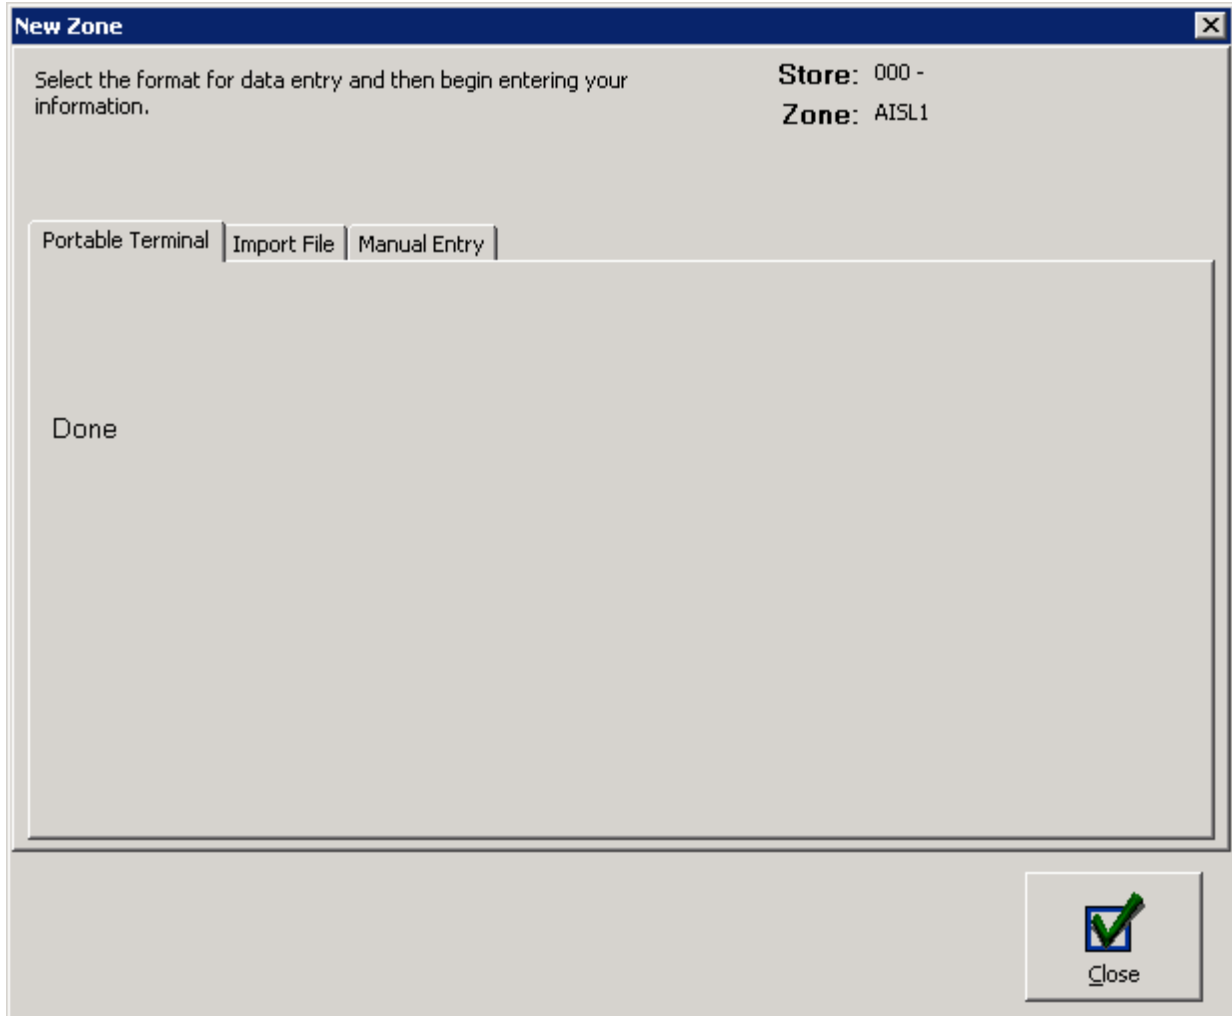 New Zone
Select the format for data entry and then begin entering your
information.
Store: 000 -
Zone: AISL1
Portable Terminal
Import File
Manual Entry
Done
Close